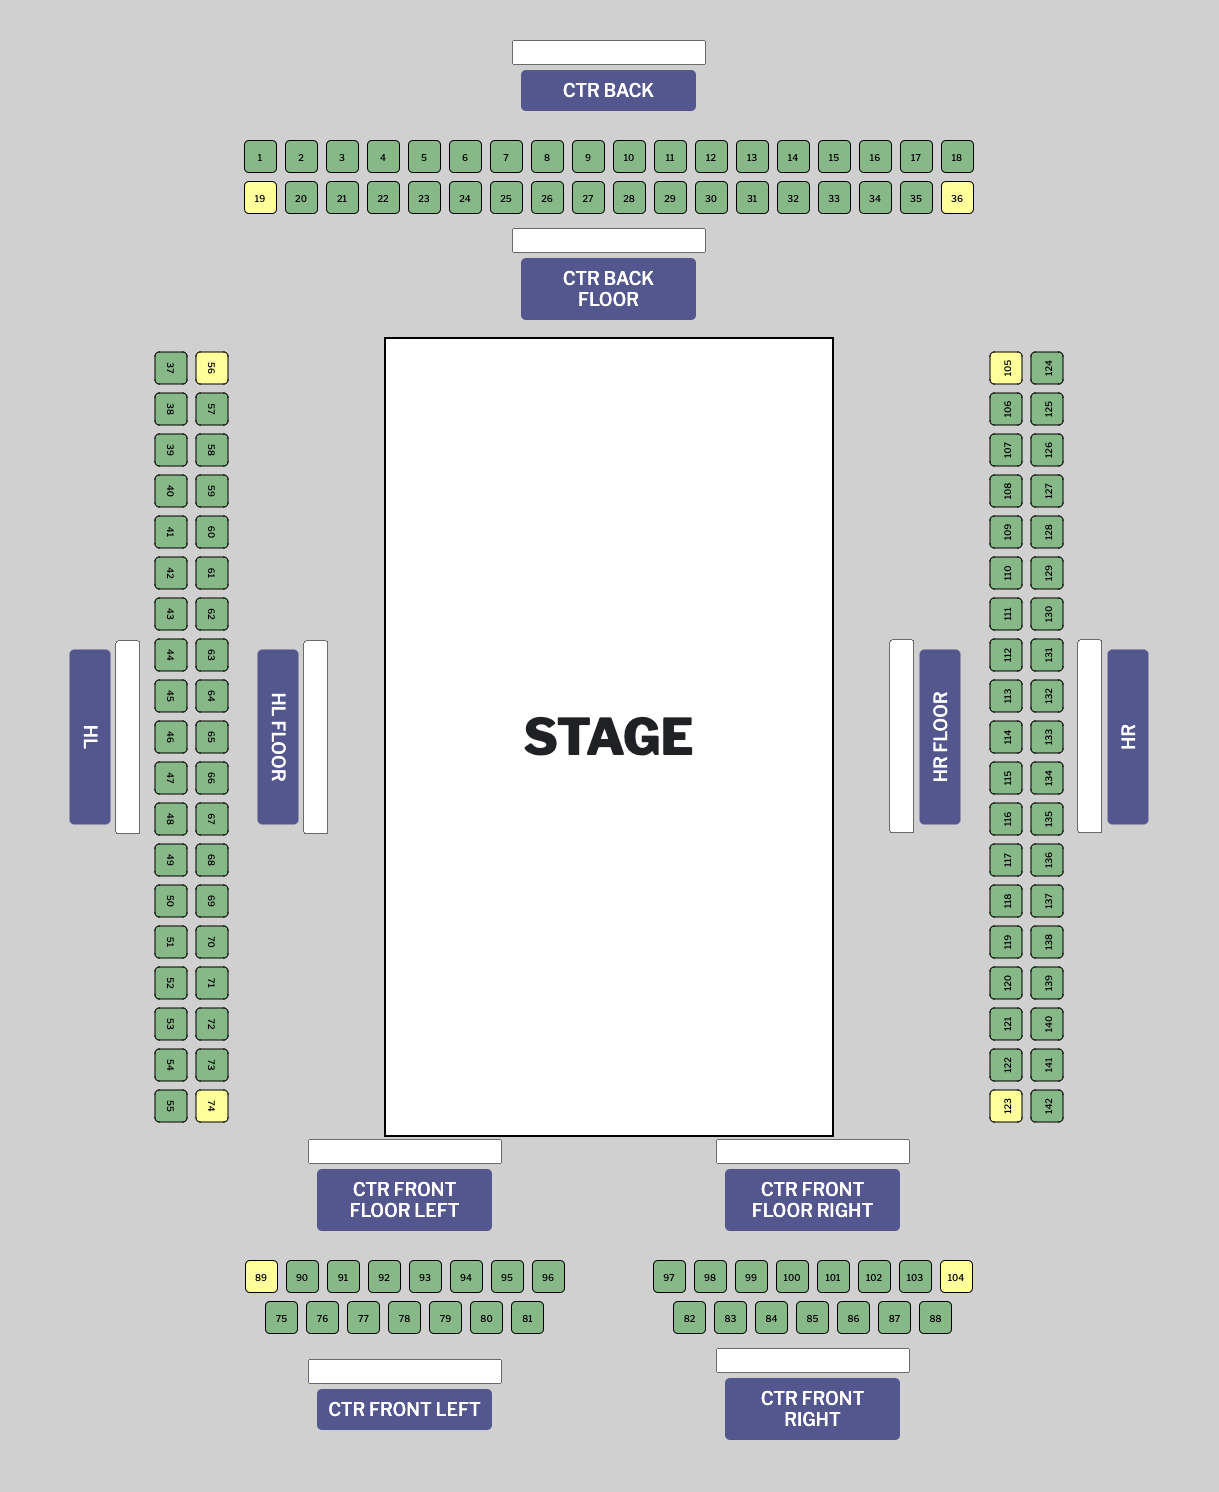 CTR BACK
1 2 3 4 5 6 7 8 9 10 11 12 13 14 15 16 17 18
19 20 21 22 23 24 25 26 27 28 29 30 31 32 33 34 35 36
CTR BACK
FLOOR
37 56 105 124
38 57 106 125
39 58 107 126
40 59 108 127
41 60 109 128
42 61 110 129
43 62 111 130
44 63 112 131
45 64 113 132
HL
46 65
HL FLOOR
STAGE
HR FLOOR
114 133
HR
47 66 115 134
48 67 116 135
49 68 117 136
50 69 118 137
51 70 119 138
52 71 120 139
53 72 121 140
54 73 122 141
55 74 123 142
CTR FRONT
FLOOR LEFT
CTR FRONT
FLOOR RIGHT
89 90 91 92 93 94 95 96 97 98 99 100 101 102 103 104
75 76 77 78 79 80 81 82 83 84 85 86 87 88
CTR FRONT LEFT
CTR FRONT
RIGHT